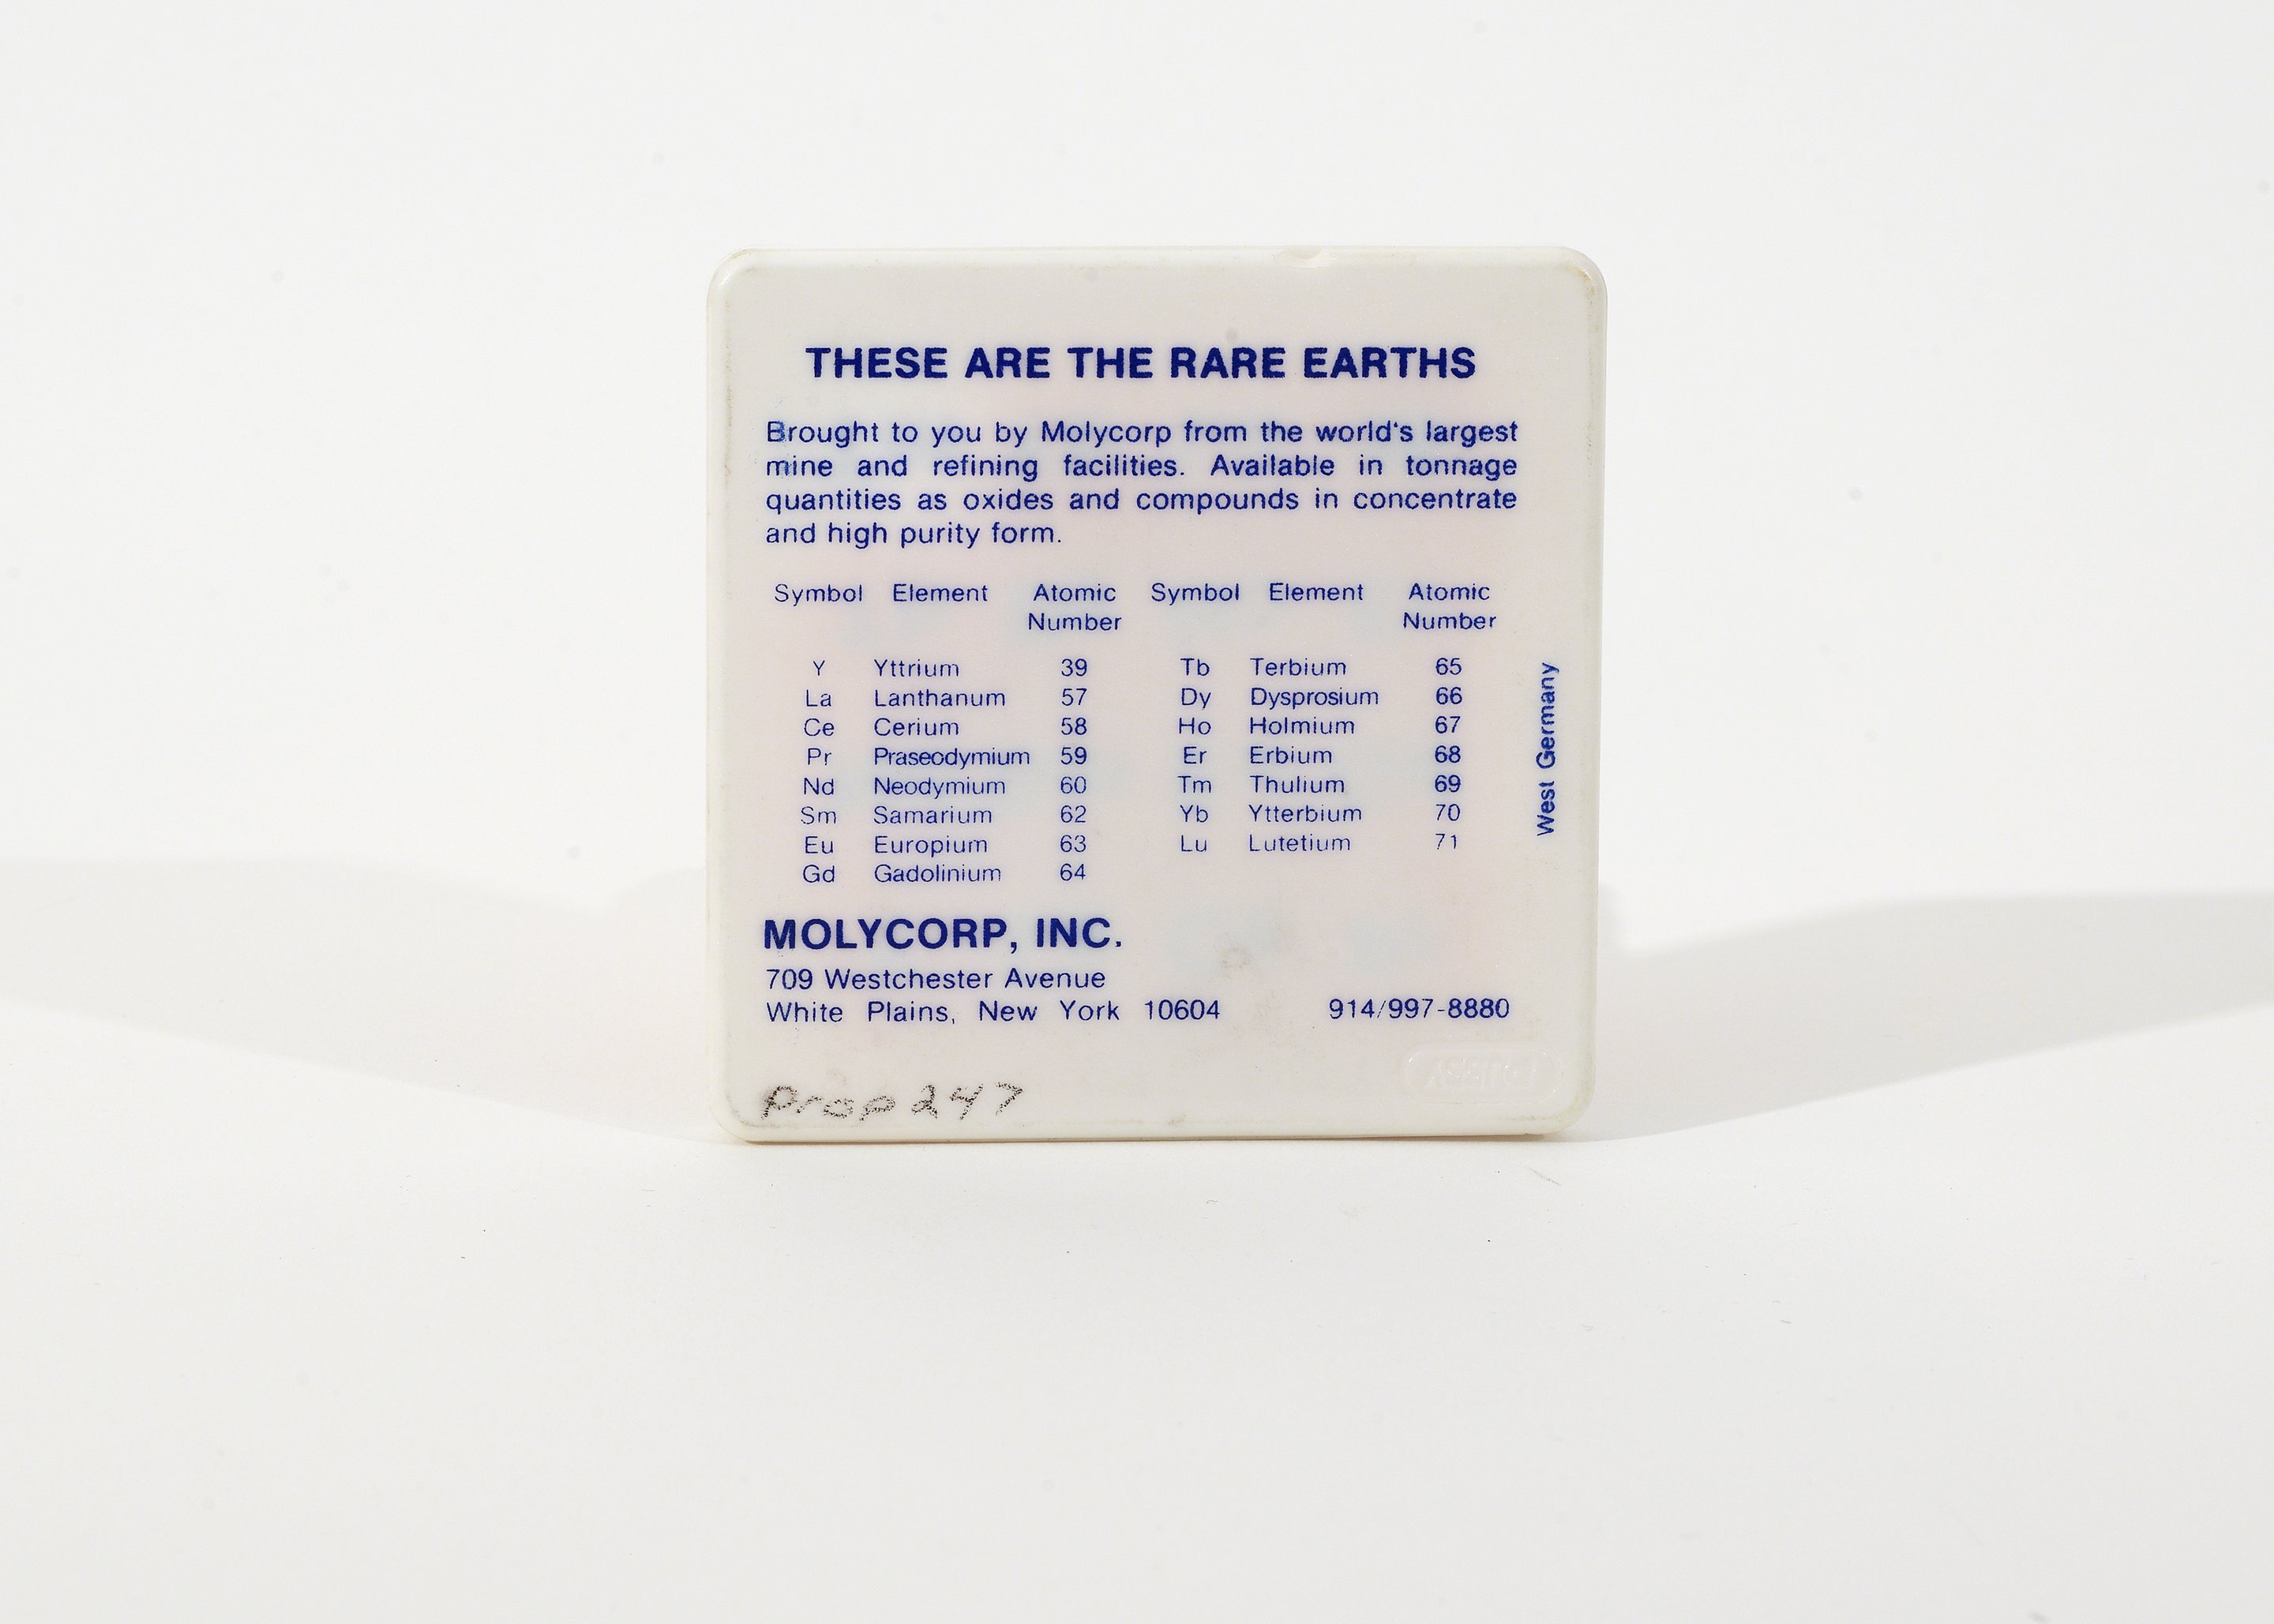 THESE ARE THE RARE EARTHS
Brought to you by Molycorp from the world's largest
mine and refining facilities. Available in tonnage
quantities as oxides and compounds in concentrate
and high purity form.
Symbol Element Atomic Number Symbol Element Atomic Number
Y Yttrium 39 Tb Terbium 65
La Lanthanum 57 Dy Dysprosium 66
Ce Cerium 58 Ho Holmium 67
Pr Praseodymium 59 Er Erbium 68
Nd Neodymium 60 Tm Thulium 69
Sm Samarium 62 Yb Ytterbium 70
Eu Europium 63 Lu Lutetium 71
Gd Gadolinium 64
West Germany
MOLYCORP, INC.
709 Westchester Avenue
White Plains, New York 10604 914/997-8880
Prop 247